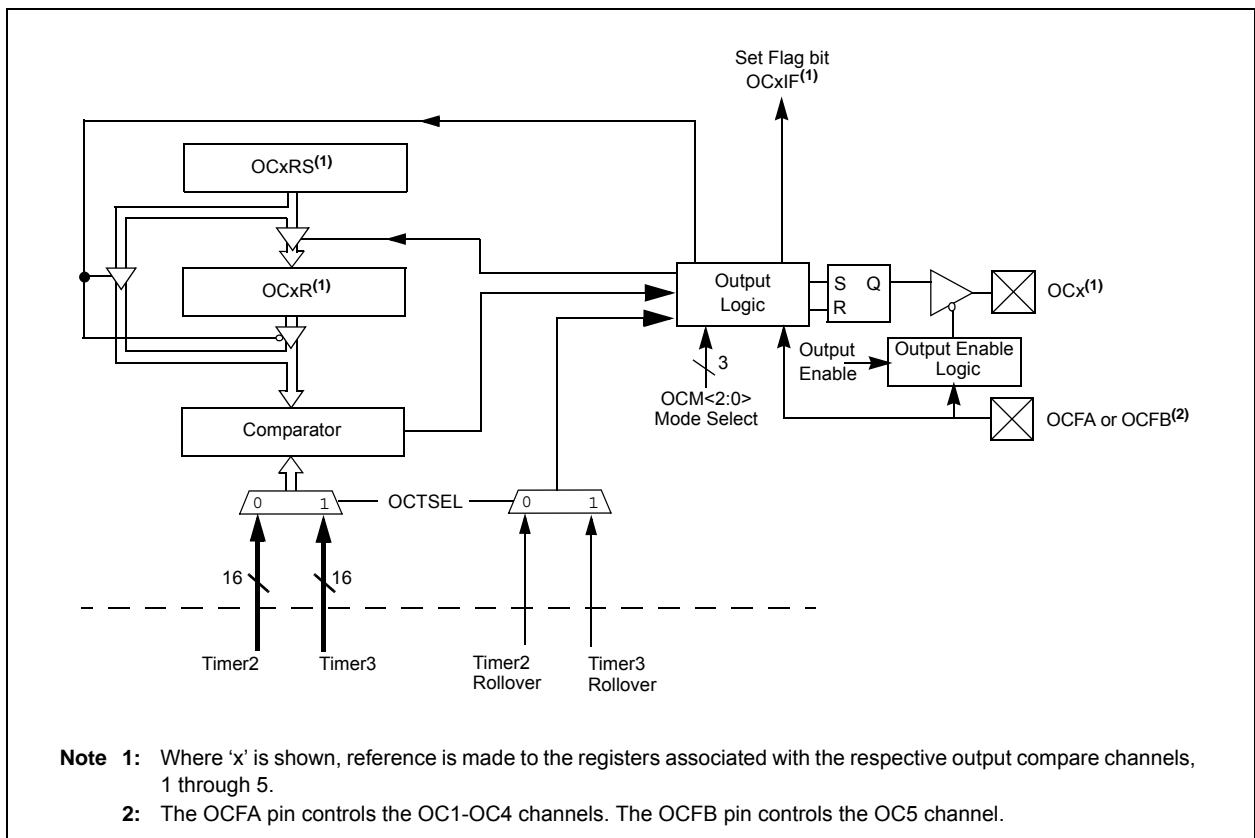 Set Flag bit
OCxIF(1)
OCxRS(1)
OCxR(1)
Comparator
Output
Logic
S Q
R
OCx(1)
Output
Enable
Output Enable
Logic
3
OCM<2:0>
Mode Select
OCFA or OCFB(2)
0 1
OCTSEL
0 1
16
16
Timer2
Timer3
Timer2
Rollover
Timer3
Rollover
Note 1: Where ‘x’ is shown, reference is made to the registers associated with the respective output compare channels,
1 through 5.
2: The OCFA pin controls the OC1-OC4 channels. The OCFB pin controls the OC5 channel.